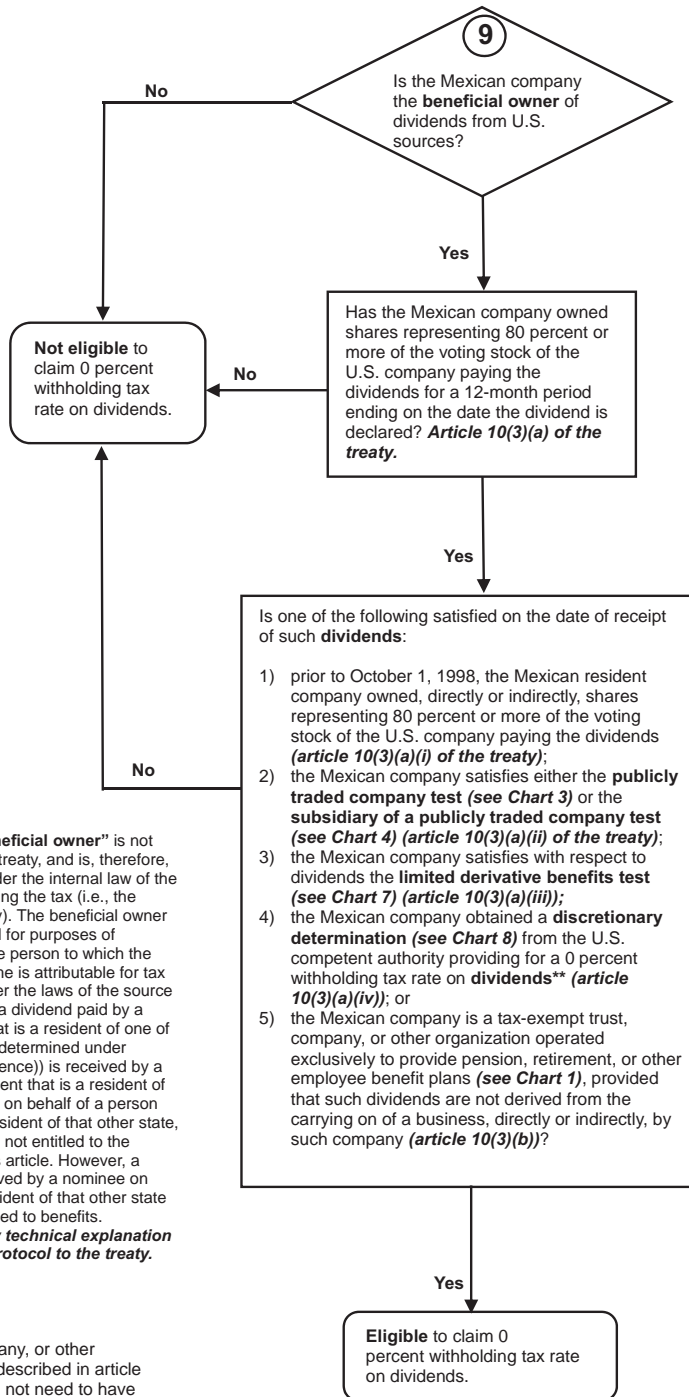 9
Is the Mexican company
the beneficial owner of
dividends from U.S.
sources?
No
Yes
Has the Mexican company owned
shares representing 80 percent or
more of the voting stock of the
U.S. company paying the
dividends for a 12-month period
ending on the date the dividend is
declared? Article 10(3)(a) of the
treaty.
No
Not eligible to
claim 0 percent
withholding tax
rate on dividends.
Yes
Is one of the following satisfied on the date of receipt
of such dividends:
1) prior to October 1, 1998, the Mexican resident
company owned, directly or indirectly, shares
representing 80 percent or more of the voting
stock of the U.S. company paying the dividends
(article 10(3)(a)(i) of the treaty);
2) the Mexican company satisfies either the publicly
traded company test (see Chart 3) or the
subsidiary of a publicly traded company test
(see Chart 4) (article 10(3)(a)(ii) of the treaty);
3) the Mexican company satisfies with respect to
dividends the limited derivative benefits test
(see Chart 7) (article 10(3)(a)(iii));
4) the Mexican company obtained a discretionary
determination (see Chart 8) from the U.S.
competent authority providing for a 0 percent
withholding tax rate on dividends** (article
10(3)(a)(iv)); or
5) the Mexican company is a tax-exempt trust,
company, or other organization operated
exclusively to provide pension, retirement, or other
employee benefit plans (see Chart 1), provided
that such dividends are not derived from the
carrying on of a business, directly or indirectly, by
such company (article 10(3)(b))?
No
eficial owner" is not
treaty, and is, therefore,
der the internal law of the
ing the tax (i.e., the
y). The beneficial owner
d for purposes of
e person to which the
ne is attributable for tax
er the laws of the source
a dividend paid by a
at is a resident of one of
determined under
ence)) is received by a
ent that is a resident of
on behalf of a person
sident of that other state,
not entitled to the
s article. However, a
ved by a nominee on
ident of that other state
ed to benefits.
y technical explanation
rotocol to the treaty.
Yes
Eligible to claim 0
percent withholding tax rate
on dividends.
any, or other
described in article
not need to have